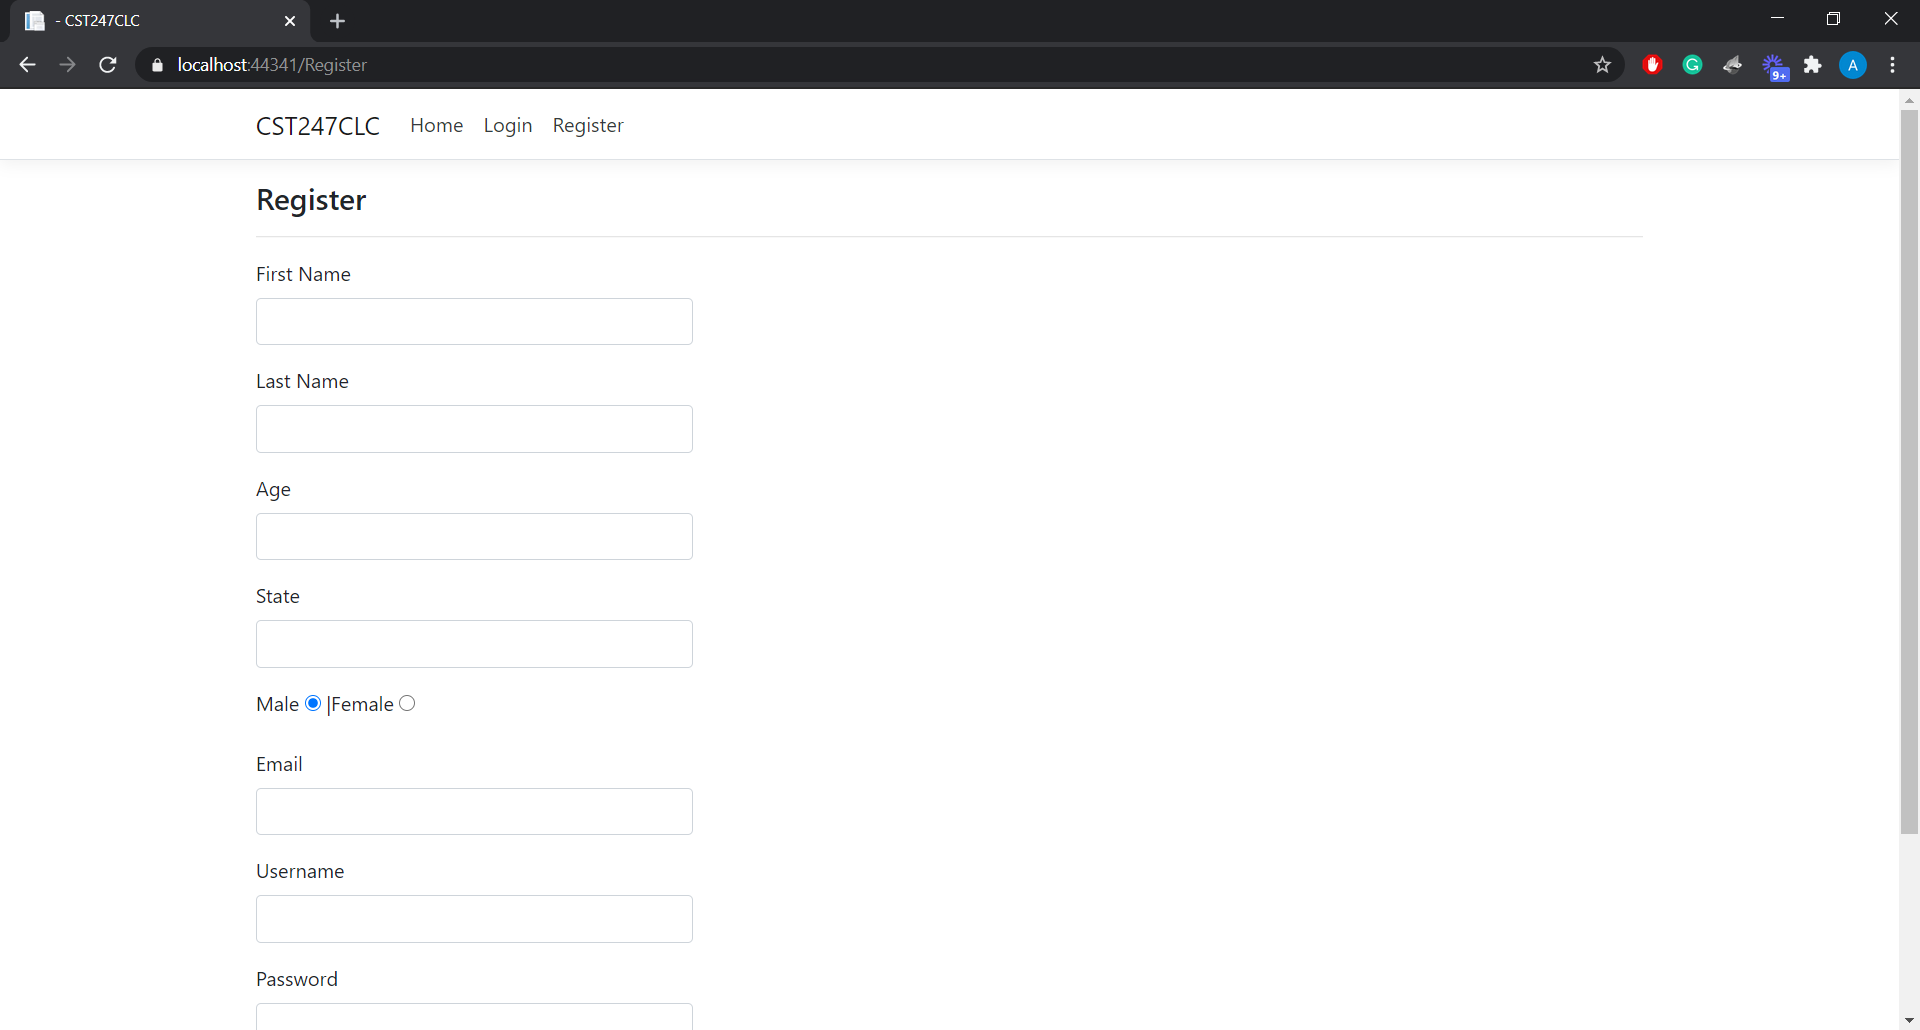 - CST247CLC
localhost:44341/Register
9+
A
CST247CLC Home Login Register
Register
First Name
Last Name
Age
State
Male |Female
Email
Username
Password